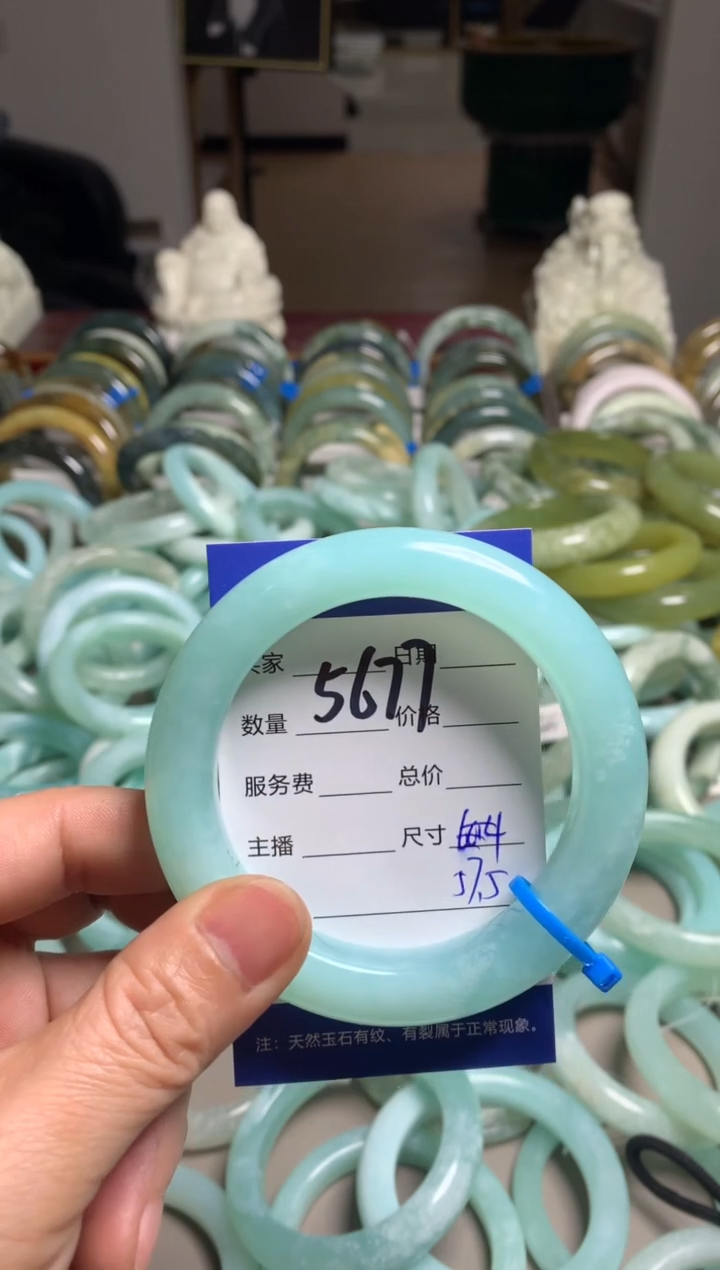 家 日期
5677
数量 价格
服务费 总价
主播 尺寸
57.5
注：天然玉石有纹、有裂属于正常现象。